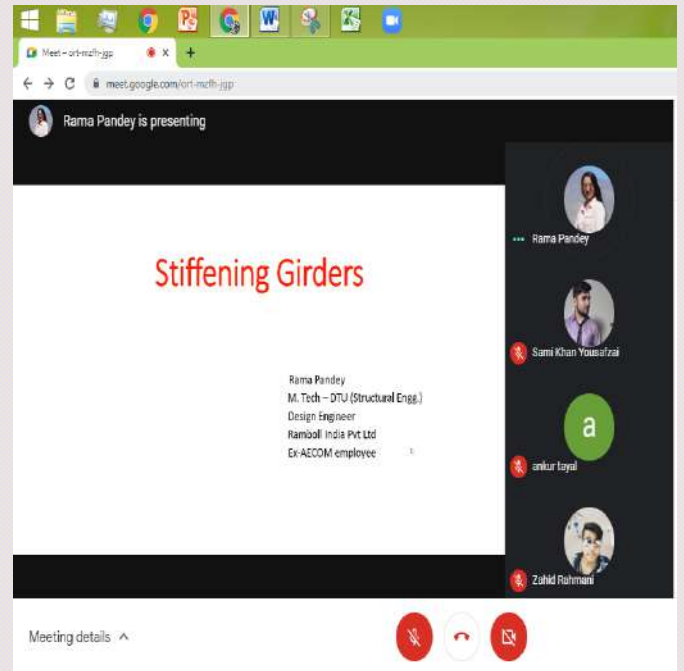 Meet – ort-mzfh-jgp
meet.google.com/ort-mzfh-jgp
Rama Pandey is presenting
Stiffening Girders
Rama Pandey
M. Tech – DTU (Structural Engg.)
Design Engineer
Ramboll India Pvt Ltd
Ex-AECOM employee
Rama Pandey
Sami Khan Yousafzai
a
ankur tayal
Zuhid Rahmani
Meeting details